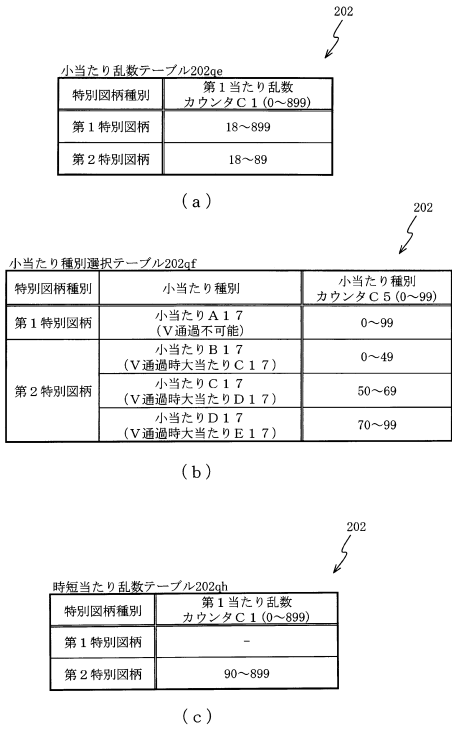 202
小当たり乱数テーブル202qe
特別図柄種別
第1当たり乱数
カウンタC1(0~899)
第1特別図柄
18~899
第2特別図柄
18~89
(a)
202
小当たり種別選択テーブル202qf
特別図柄種別
小当たり種別
小当たり種別
カウンタC5(0~99)
第1特別図柄
小当たりA17
(V通過不可能)
0~99
第2特別図柄
小当たりB17
(V通過時大当たりC17)
0~49
小当たりC17
(V通過時大当たりD17)
50~69
小当たりD17
(V通過時大当たりE17)
70~99
(b)
202
時短当たり乱数テーブル202qh
特別図柄種別
第1当たり乱数
カウンタC1(0~899)
第1特別図柄
-
第2特別図柄
90~899
(c)